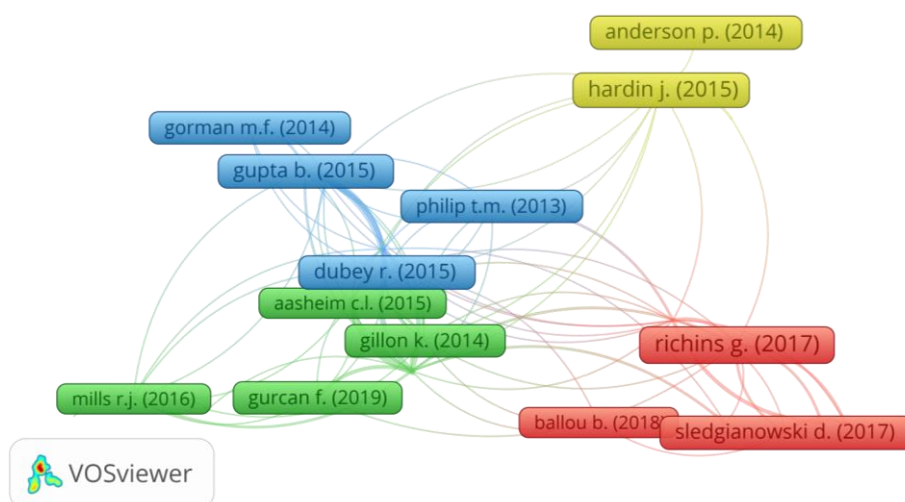 anderson p. (2014)
hardin j. (2015)
gorman m.f. (2014)
gupta b. (2015)
philip t.m. (2013)
dubey r. (2015)
aasheim c.l. (2015)
gillon k. (2014)
richins g. (2017)
mills r.j. (2016)
gurcan f. (2019)
ballou b. (2018)
sledgianowski d. (2017)
VOSviewer